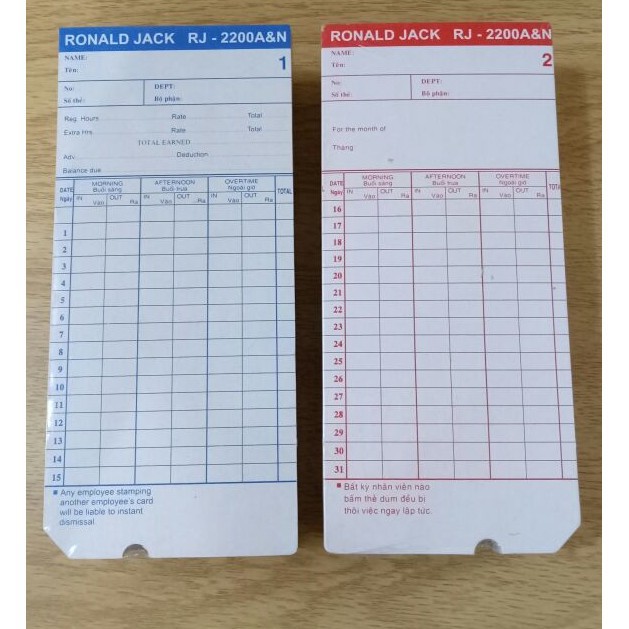 RONALD JACK RJ - 2200A&N
NAME:
Tên:
1
No: DEPT:
Số thẻ: Bộ phận:
Reg. Hours Rate Total
Extra Hrs Rate Total
TOTAL EARNED
Adv Deduction
Balance due
DATE MORNING AFTERNOON OVERTIME TOTAL
Ngày Buổi sáng Buổi trưa Ngoài giờ
IN OUT IN OUT IN OUT
Vào Ra Vào Ra Vào Ra
1
2
3
4
5
6
7
8
9
10
11
12
13
14
15
■ Any employee stamping
another employee's card
will be liable to instant
dismissal.
RONALD JACK RJ - 2200A&N
NAME:
Tên:
2
No: DEPT:
Số thẻ: Bộ phận:
For the month of
Tháng
DATE MORNING AFTERNOON OVERTIME TOTA
Ngày Buổi sáng Buổi trưa Ngoài giờ
IN OUT IN OUT IN OUT
Vào Ra Vào Ra Vào Ra
16
17
18
19
20
21
22
23
24
25
26
27
28
29
30
31
■ Bất kỳ nhân viên nào
bấm thẻ dùm đều bị
thôi việc ngay lập tức.